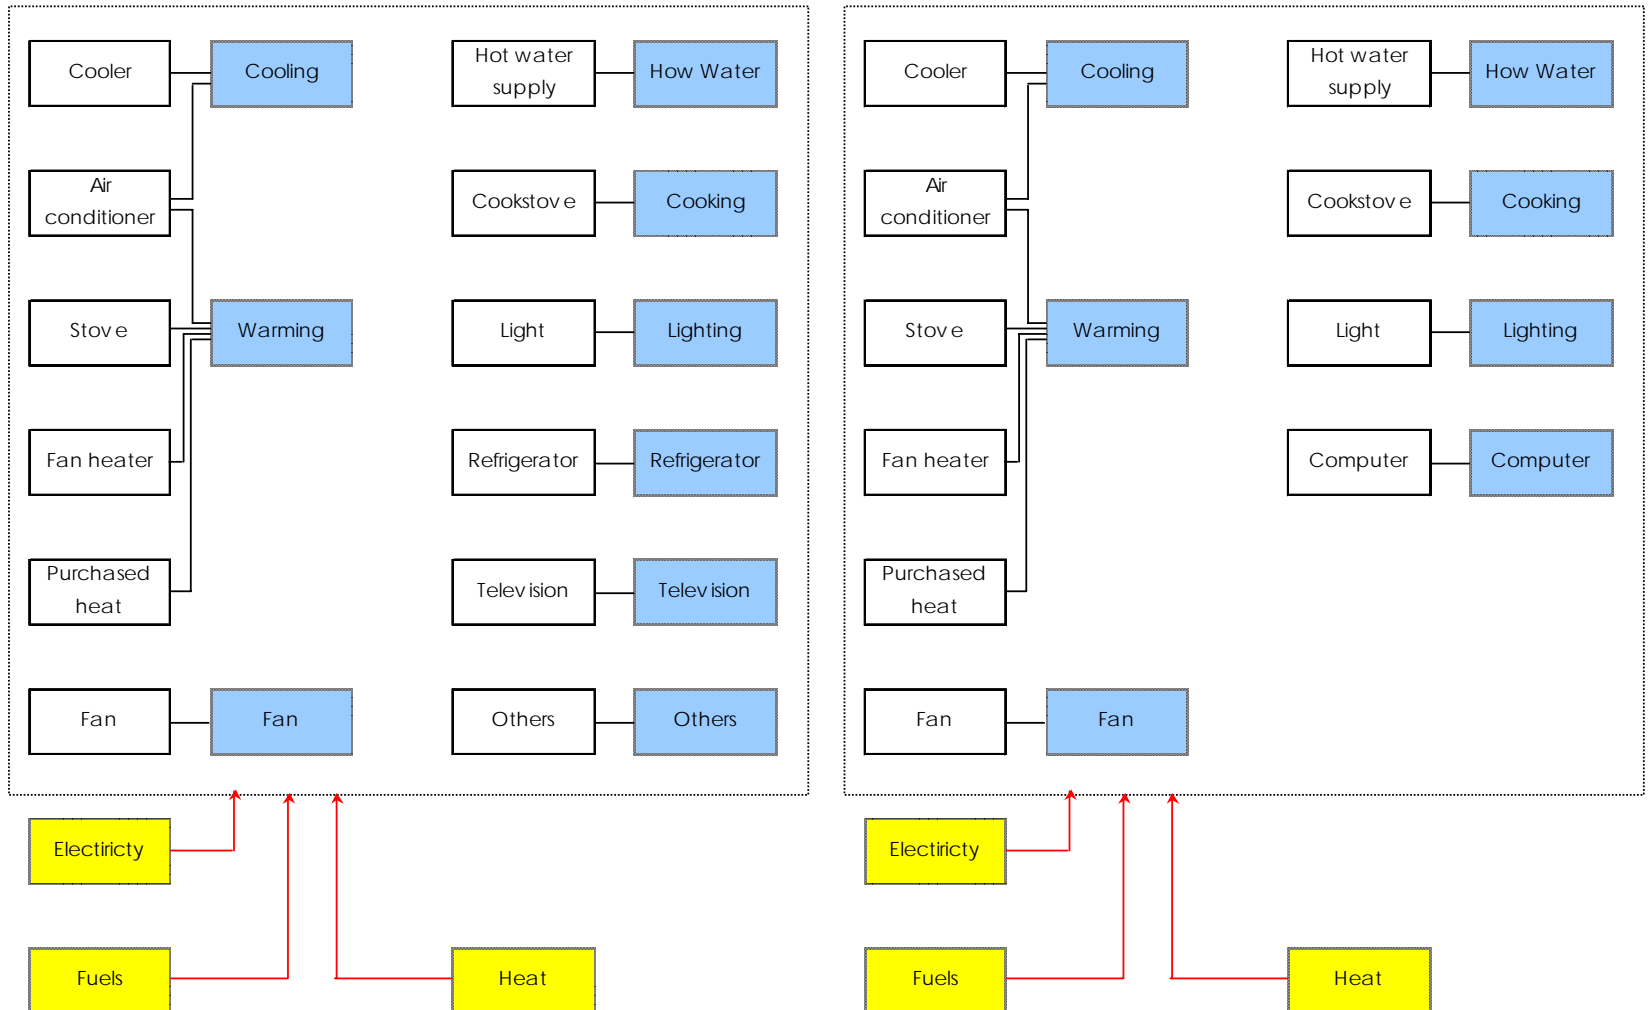 Cooler
Cooling
Hot water
supply
How Water
Air
conditioner
Cookstove
Cooking
Stove
Warming
Light
Lighting
Fan heater
Refrigerator
Refrigerator
Purchased
heat
Television
Television
Fan
Fan
Others
Others
Electiricty
Fuels
Heat
Cooler
Cooling
Hot water
supply
How Water
Air
conditioner
Cookstove
Cooking
Stove
Warming
Light
Lighting
Fan heater
Computer
Computer
Purchased
heat
Fan
Fan
Electiricty
Fuels
Heat